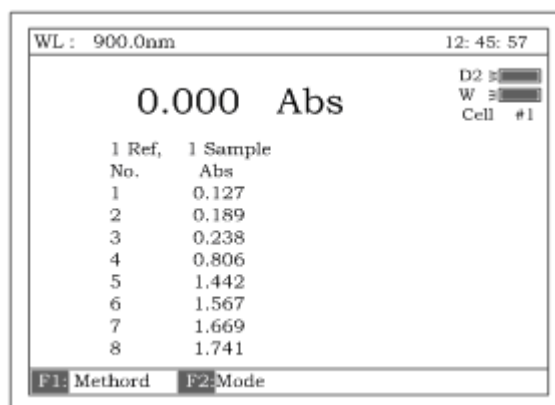 WL : 900.0nm 12: 45: 57
0.000 Abs
D2
W
Cell #1
1 Ref, 1 Sample
No. Abs
1 0.127
2 0.189
3 0.238
4 0.806
5 1.442
6 1.567
7 1.669
8 1.741
F1: Methord F2:Mode